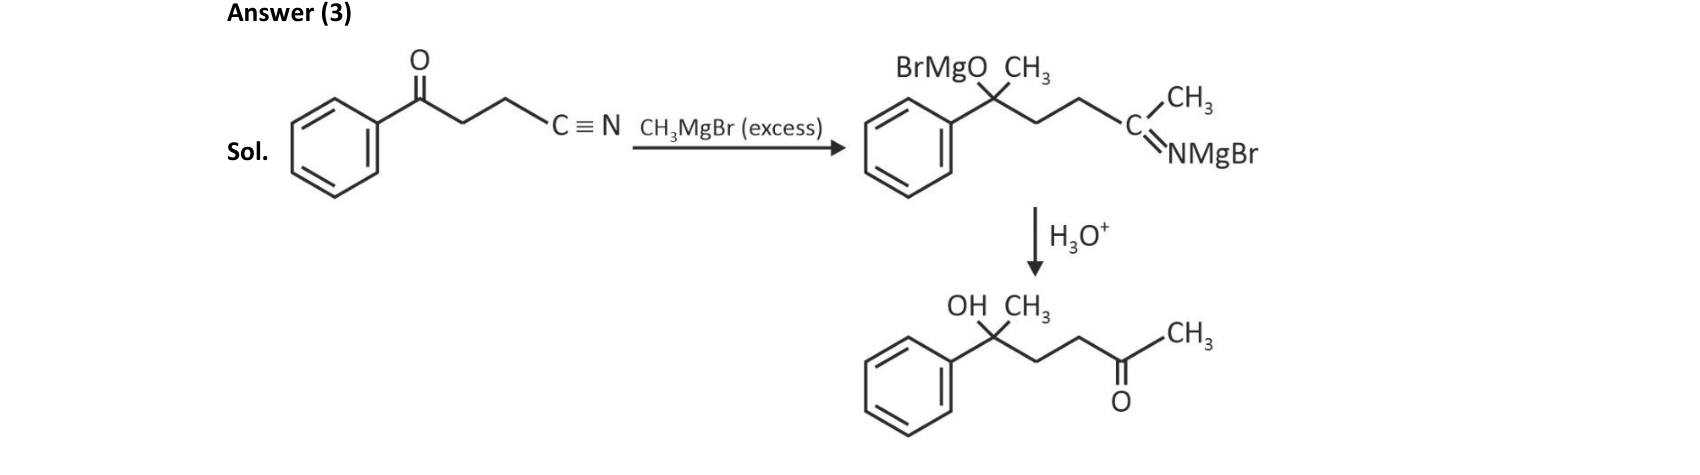 Answer (3)
O
BrMgO CH₃
CH₃
Sol.
C≡N
CH₃MgBr (excess)
C
NMgBr
H₃O⁺
OH CH₃
CH₃
O